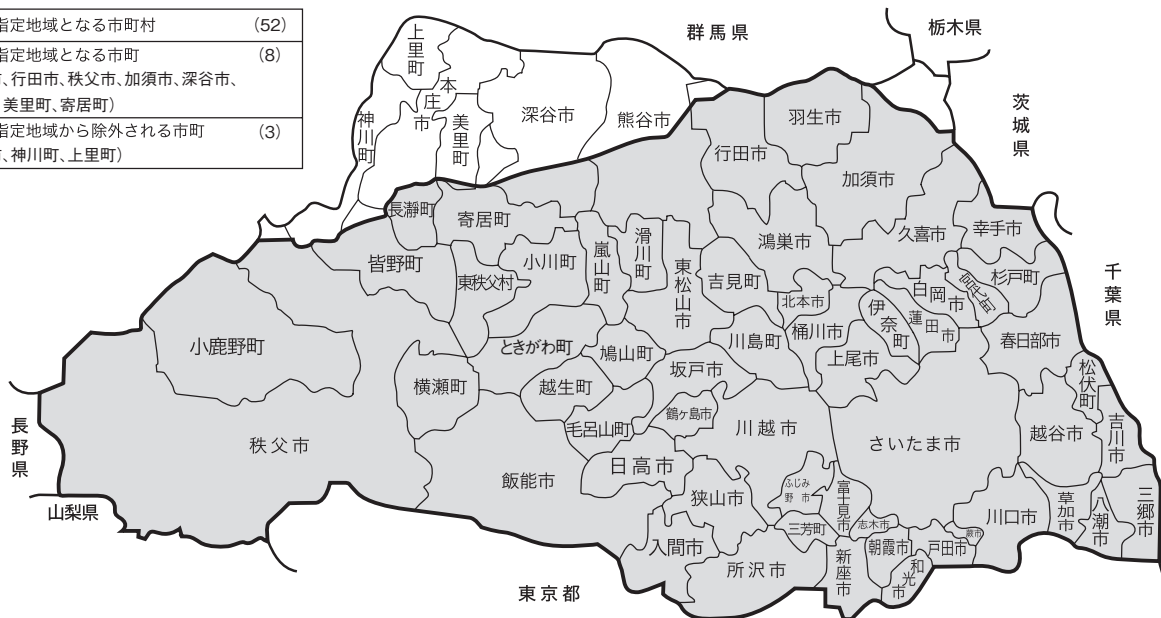 指定地域となる市町村 (52)
指定地域となる市町 (8)
、行田市、秩父市、加須市、深谷市、
美里町、寄居町)
指定地域から除外される市町 (3)
、神川町、上里町)
群馬県
栃木県
茨城県
千葉県
東京都
山梨県
長野県
上里町
本庄市
神川町
美里町
深谷市
熊谷市
羽生市
行田市
加須市
長瀞町
寄居町
皆野町
東秩父村
小川町
嵐山町
滑川町
東松山市
吉見町
鴻巣市
久喜市
幸手市
杉戸町
宮代町
白岡市
蓮田市
伊奈町
北本市
桶川市
上尾市
川島町
春日部市
小鹿野町
ときがわ町
鳩山町
坂戸市
横瀬町
越生町
鶴ヶ島市
毛呂山町
川越市
さいたま市
松伏町
越谷市
吉川市
秩父市
飯能市
日高市
狭山市
ふじみ野市
富士見市
三芳町
志木市
川口市
草加市
八潮市
三郷市
入間市
所沢市
新座市
朝霞市
和光市
戸田市
蕨市